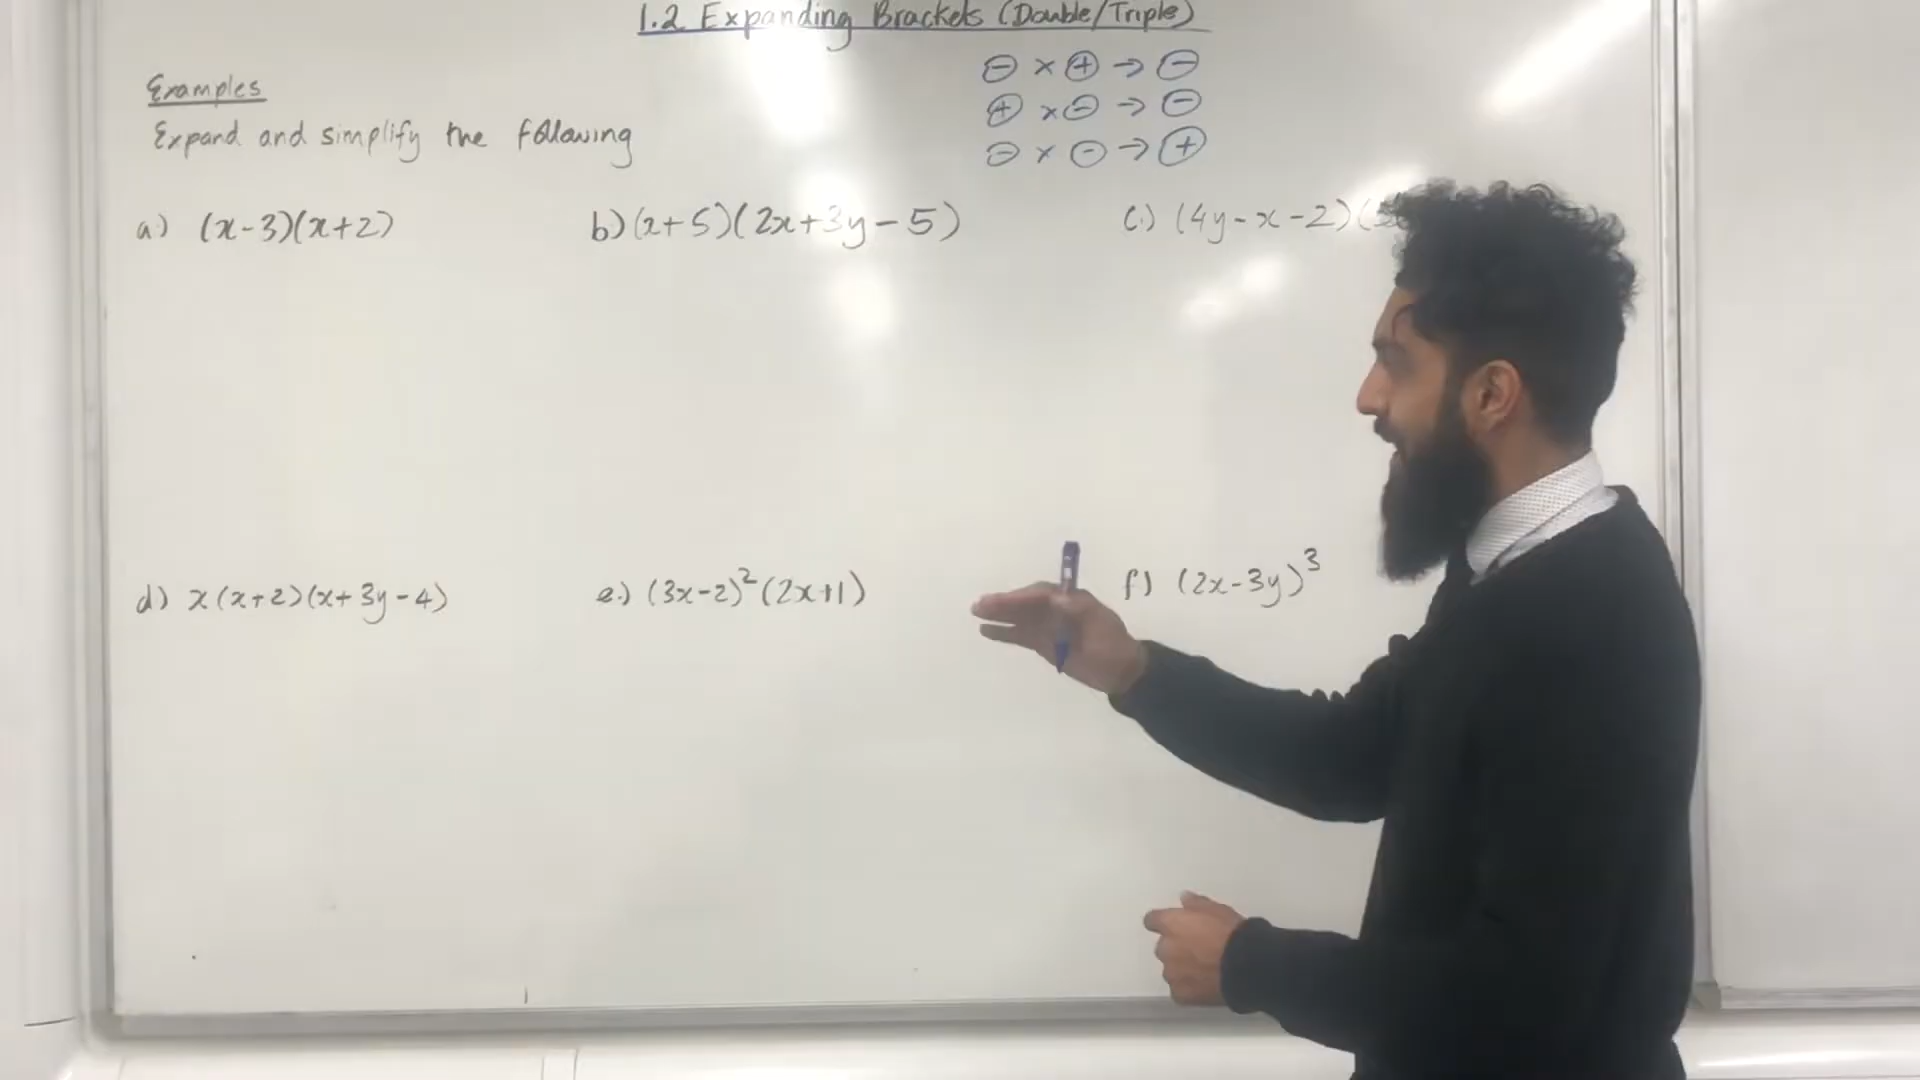 1.2 Expanding Brackets (Double/Triple)
⊖ × ⊕ → ⊖
⊕ × ⊖ → ⊖
⊖ × ⊖ → ⊕
Examples
Expand and simplify the following
a) (x-3)(x+2)
b) (x+5)(2x+3y-5)
c.) (4y-x-2)(
d) x(x+2)(x+3y-4)
e.) (3x-2)²(2x+1)
f) (2x-3y)³